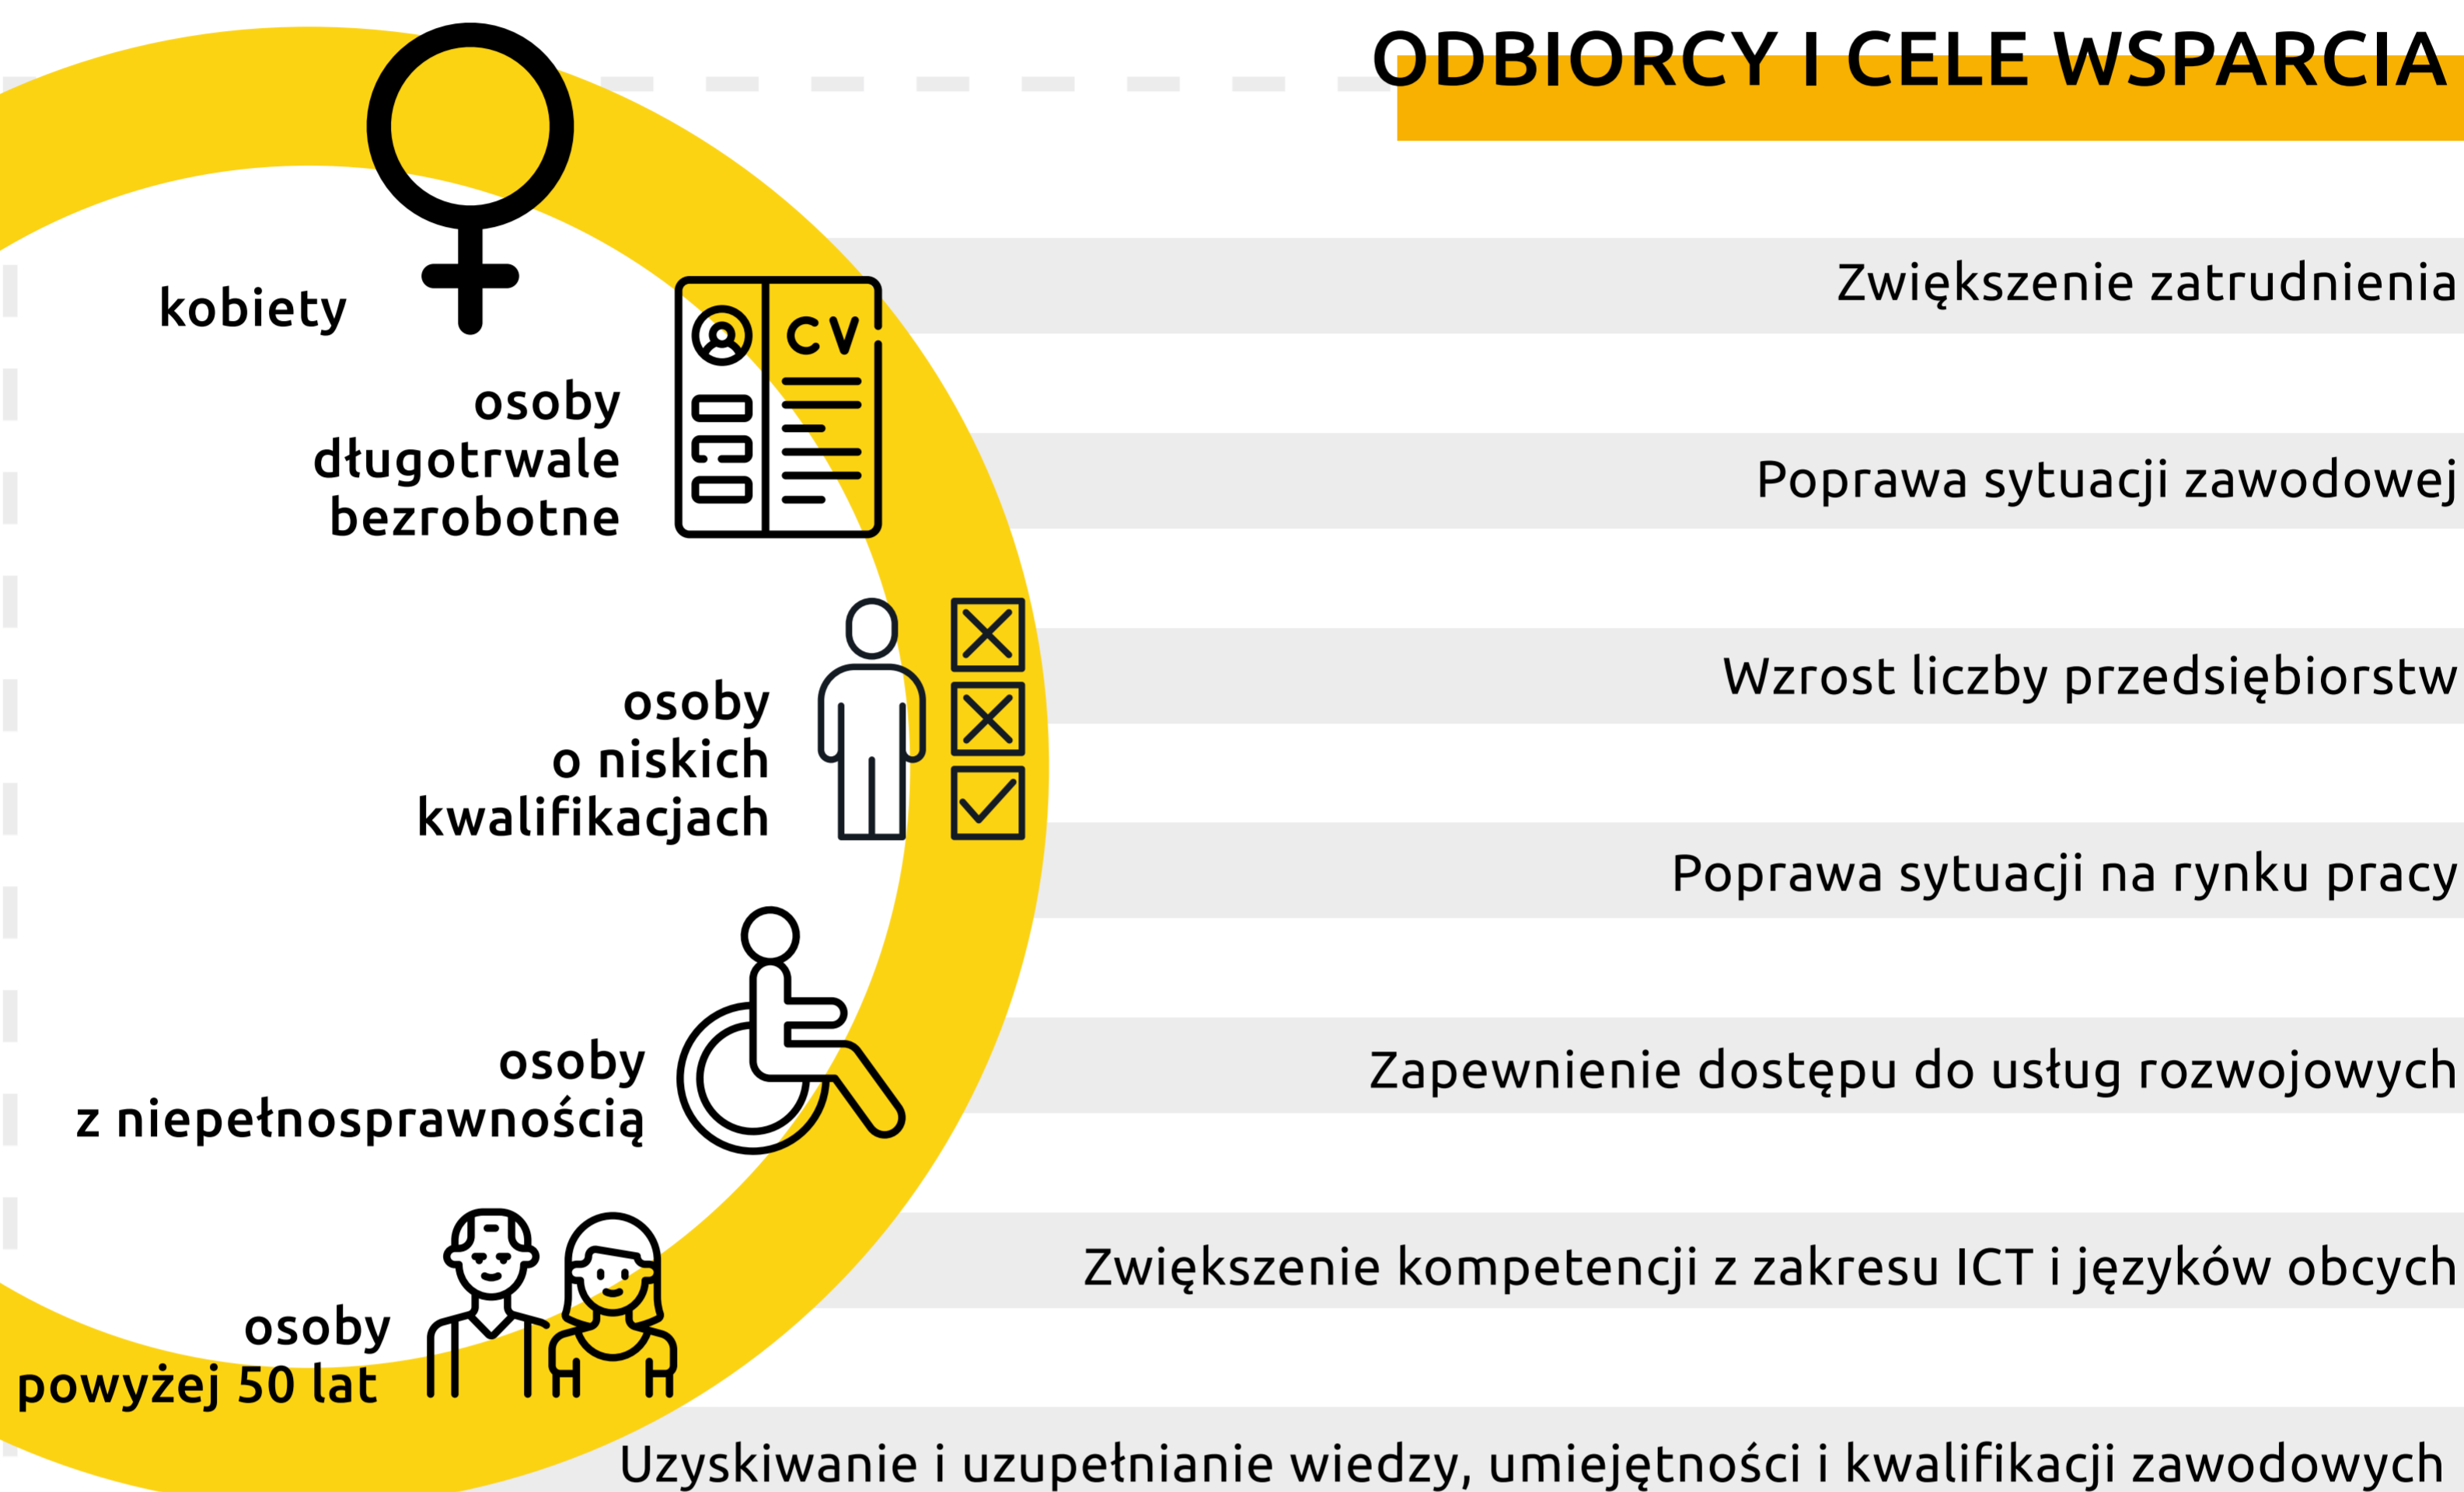 ODBIORCY I CELE WSPARCIA
kobiety
osoby
długotrwale
bezrobotne
CV
osoby
o niskich
kwalifikacjach
osoby
z niepełnosprawnością
osoby
powyżej 50 lat
Zwiększenie zatrudnienia
Poprawa sytuacji zawodowej
Wzrost liczby przedsiębiorstw
Poprawa sytuacji na rynku pracy
Zapewnienie dostępu do usług rozwojowych
Zwiększenie kompetencji z zakresu ICT i języków obcych
Uzyskiwanie i uzupełnianie wiedzy, umiejętności i kwalifikacji zawodowych